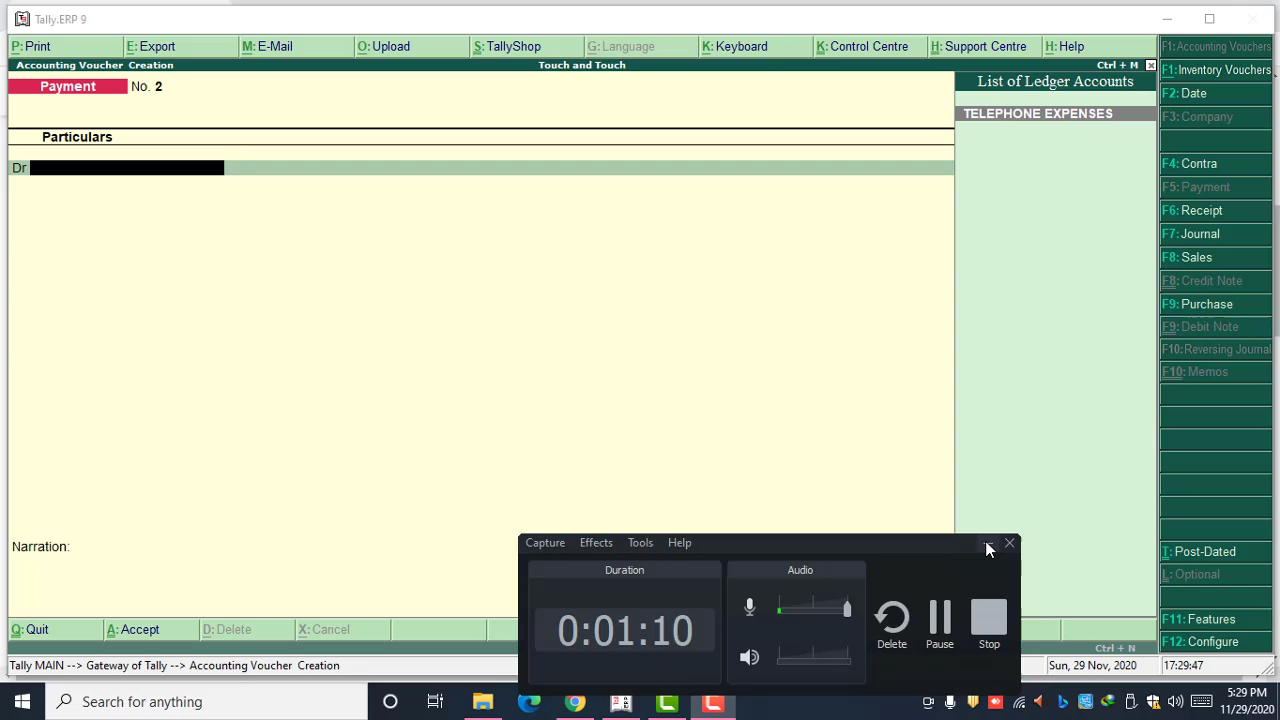 Tally.ERP 9
P: Print
E: Export
M: E-Mail
O: Upload
S: TallyShop
G: Language
K: Keyboard
K: Control Centre
H: Support Centre
H: Help
Accounting Voucher Creation
Touch and Touch
Ctrl + M
Payment
No. 2
Particulars
Dr
Narration:
List of Ledger Accounts
TELEPHONE EXPENSES
F1: Accounting Vouchers
F1: Inventory Vouchers
F2: Date
F3: Company
F4: Contra
F5: Payment
F6: Receipt
F7: Journal
F8: Sales
F8: Credit Note
F9: Purchase
F9: Debit Note
F10: Reversing Journal
F10: Memos
T: Post-Dated
L: Optional
F11: Features
F12: Configure
Capture
Effects
Tools
Help
Duration
0:01:10
Audio
Delete
Pause
Stop
Q: Quit
A: Accept
D: Delete
X: Cancel
Ctrl + N
Tally MAIN --> Gateway of Tally --> Accounting Voucher Creation
Sun, 29 Nov, 2020
17:29:47
Search for anything
5:29 PM
11/29/2020